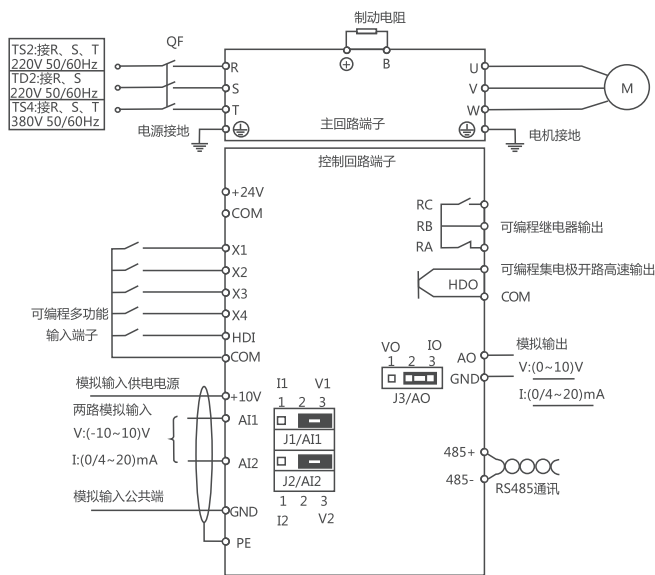 制动电阻
QF
TS2:接R、S、T
220V 50/60Hz
TD2:接R、S
220V 50/60Hz
TS4:接R、S、T
380V 50/60Hz
+
B
R
S
T
U
V
W
M
主回路端子
电源接地
电机接地
控制回路端子
+24V
COM
X1
X2
X3
X4
HDI
COM
可编程多功能
输入端子
RC
RB
RA
可编程继电器输出
HDO
可编程集电极开路高速输出
COM
模拟输出
VO
IO
1 2 3
J3/AO
AO
GND
V:(0~10)V
I:(0/4~20)mA
模拟输入供电电源
+10V
两路模拟输入
V:(-10~10)V
I:(0/4~20)mA
AI1
AI2
I1
V1
1 2 3
J1/AI1
J2/AI2
1 2 3
I2
V2
模拟输入公共端
GND
PE
485+
485-
RS485通讯